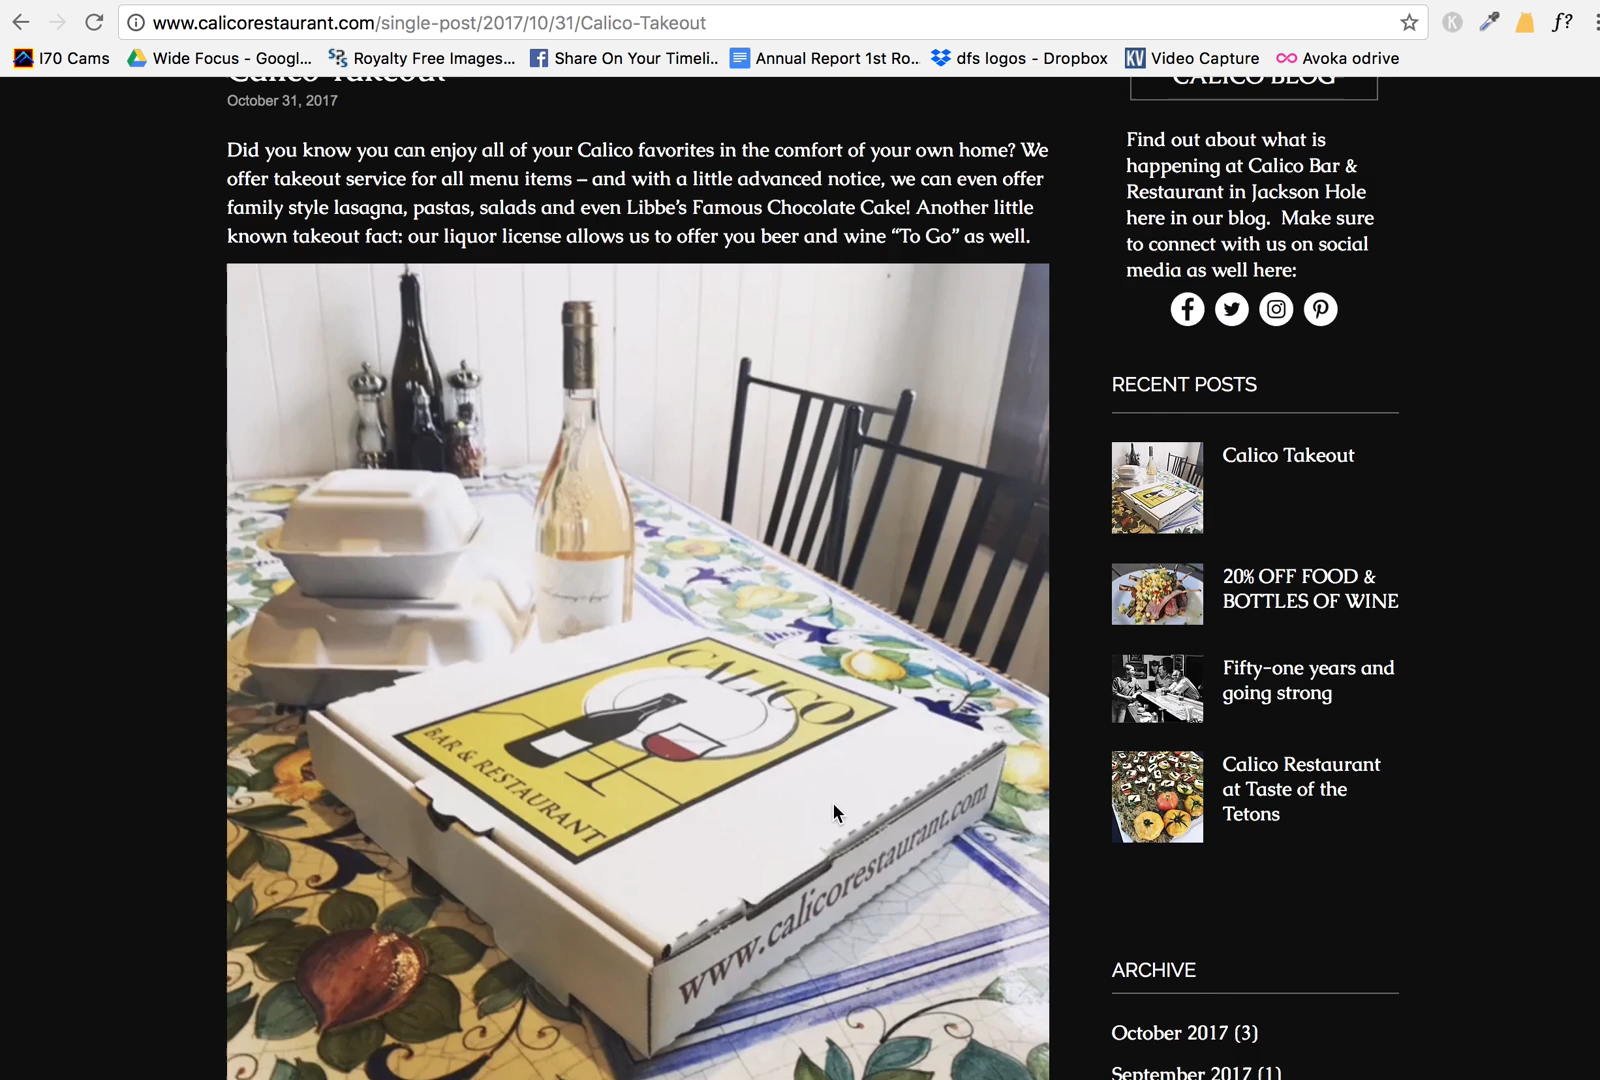 www.calicorestaurant.com/single-post/2017/10/31/Calico-Takeout
I70 Cams
Wide Focus - Googl...
Royalty Free Images...
Share On Your Timeli..
Annual Report 1st Ro..
dfs logos - Dropbox
KV Video Capture
Avoka odrive
K
f?
Calico Takeout
October 31, 2017
Did you know you can enjoy all of your Calico favorites in the comfort of your own home? We
offer takeout service for all menu items – and with a little advanced notice, we can even offer
family style lasagna, pastas, salads and even Libbe’s Famous Chocolate Cake! Another little
known takeout fact: our liquor license allows us to offer you beer and wine “To Go” as well.
CALICO
BAR & RESTAURANT
www.calicorestaurant.com
CALICO BLOG
Find out about what is
happening at Calico Bar &
Restaurant in Jackson Hole
here in our blog.  Make sure
to connect with us on social
media as well here:
RECENT POSTS
Calico Takeout
20% OFF FOOD &
BOTTLES OF WINE
Fifty-one years and
going strong
Calico Restaurant
at Taste of the
Tetons
ARCHIVE
October 2017 (3)
September 2017 (1)